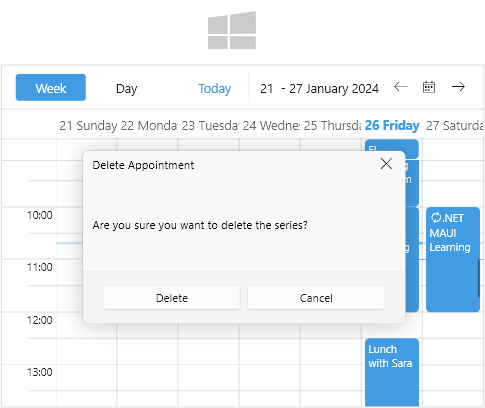 Week Day Today 21 - 27 January 2024
21 Sunday 22 Monda 23 Tuesda 24 Wedne 25 Thursda 26 Friday 27 Saturda
Delete Appointment
Are you sure you want to delete the series?
Delete Cancel
10:00
11:00
12:00
13:00
.NET
MAUI
Learning
Lunch
with Sara